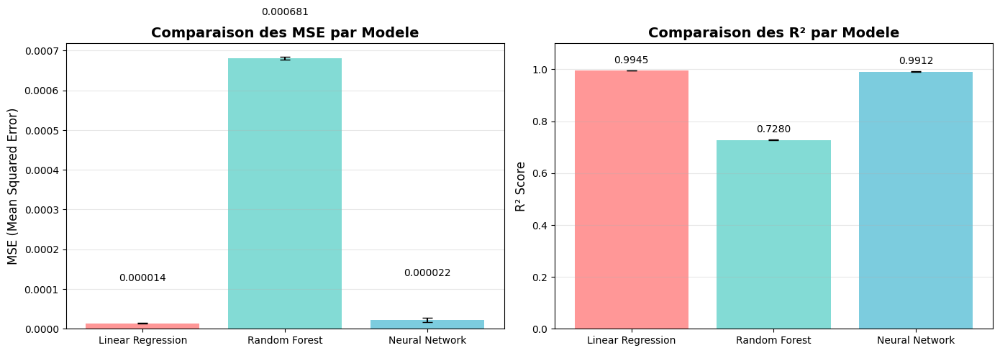 0.000681
Comparaison des MSE par Modele
MSE (Mean Squared Error)
0.0007
0.0006
0.0005
0.0004
0.0003
0.0002
0.0001
0.0000
0.000014
0.000022
Linear Regression
Random Forest
Neural Network
Comparaison des R² par Modele
R² Score
1.0
0.8
0.6
0.4
0.2
0.0
0.9945
0.7280
0.9912
Linear Regression
Random Forest
Neural Network